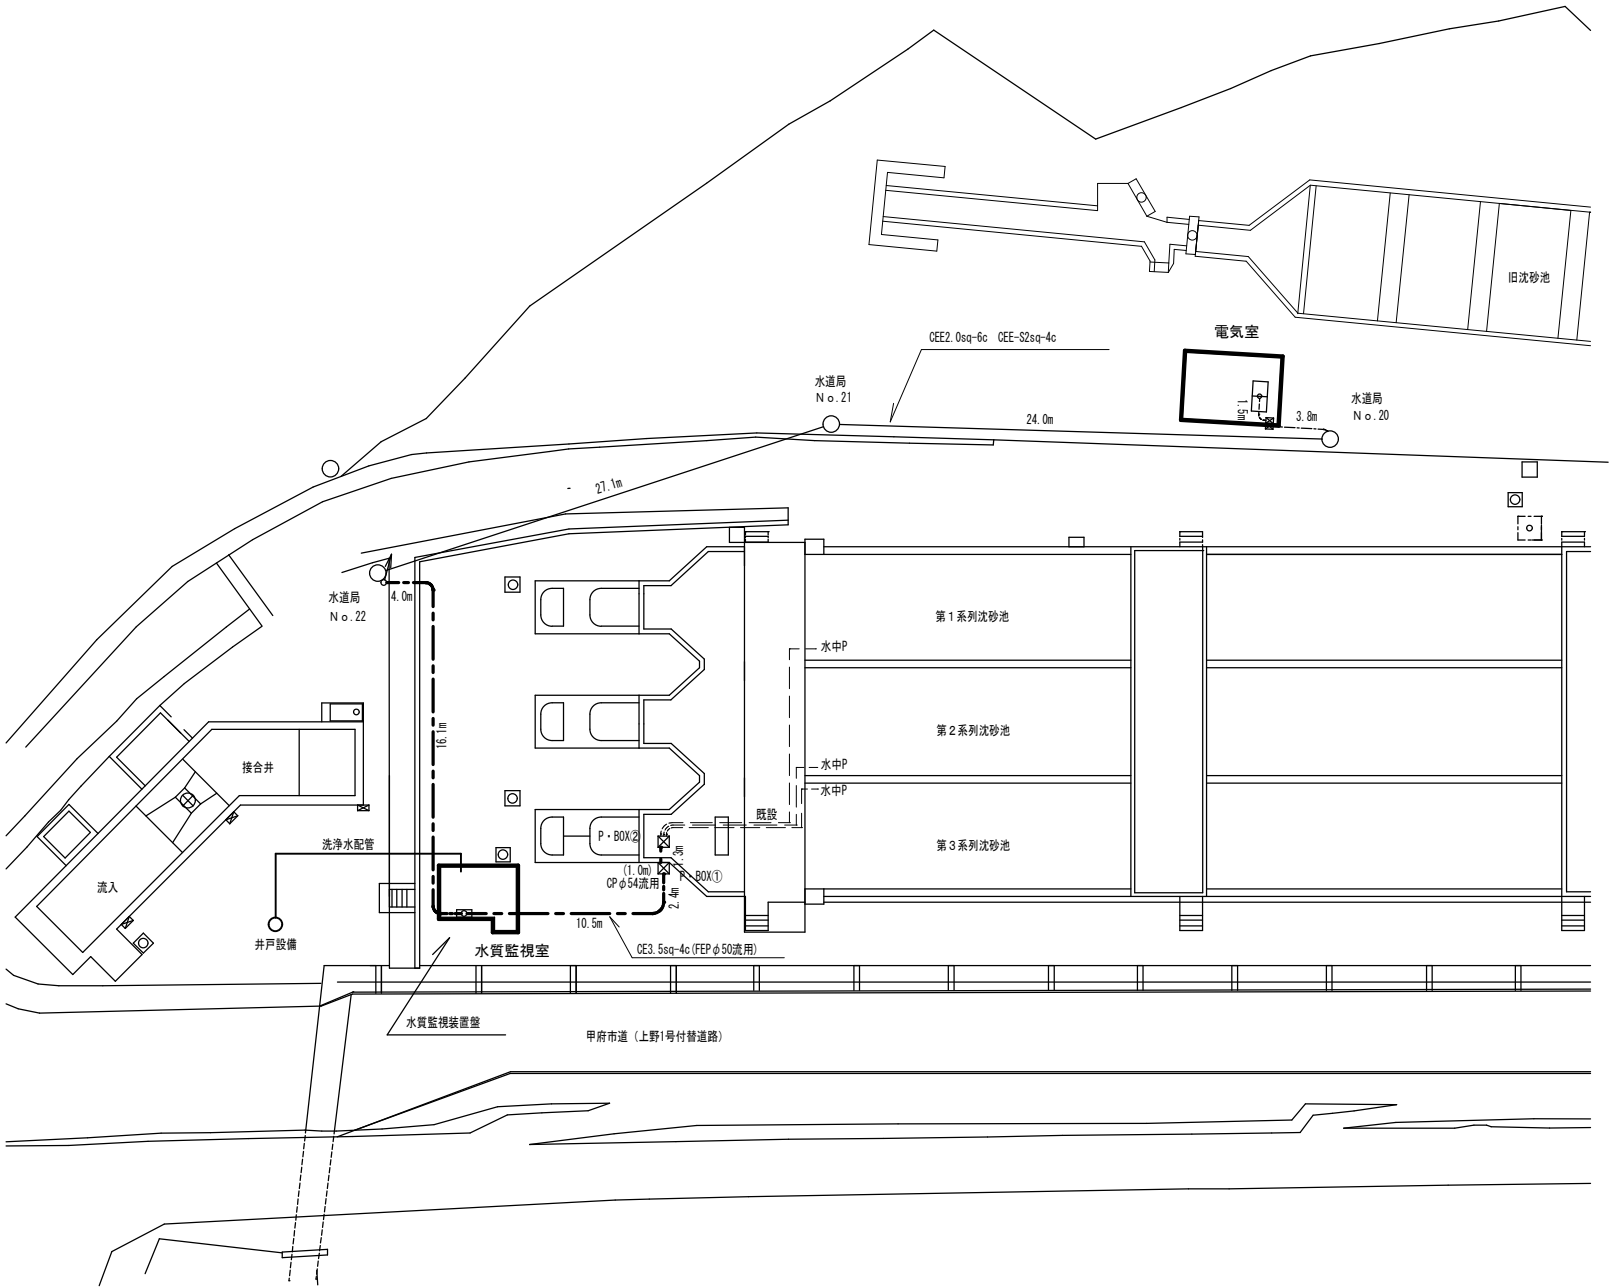 旧沈砂池
電気室
CEE2.0sq-6c CEE-S2sq-4c
水道局
No.21
水道局
No.20
1.5m
3.8m
24.0m
27.1m
水道局
No.22
4.0m
第1系列沈砂池
水中P
16.1m
第2系列沈砂池
接合井
水中P
水中P
既設
P・BOX②
洗浄水配管
第3系列沈砂池
(1.0m)
P・BOX①
CPφ54流用
流入
2.4m
10.5m
井戸設備
水質監視室
CE3.5sq-4c(FEPφ50流用)
水質監視装置盤
甲府市道（上野1号付替道路）